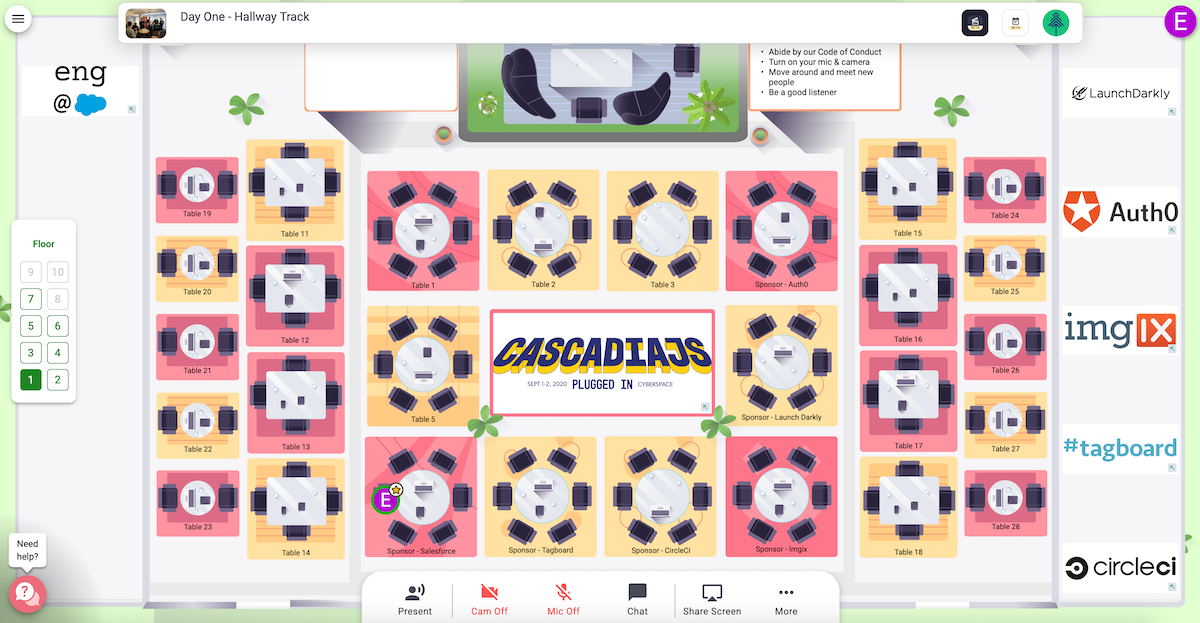 Day One - Hallway Track
BETA
BETA
E
eng
@
Abide by our Code of Conduct
Turn on your mic & camera
Move around and meet new
people
Be a good listener
LaunchDarkly
Auth0
imgIX
#tagboard
circleci
Floor
9 10
7 8
5 6
3 4
1 2
Table 19
Table 20
Table 21
Table 22
Table 23
Table 11
Table 12
Table 13
Table 14
Table 1
Table 2
Table 3
Sponsor - Auth0
Table 5
CASCADIAJS
SEPT 1-2, 2020 PLUGGED IN CYBERSPACE
Sponsor - Launch Darkly
E
Sponsor - Salesforce
Sponsor - Tagboard
Sponsor - CircleCI
Sponsor - Imgix
Table 15
Table 16
Table 17
Table 18
Table 24
Table 25
Table 26
Table 27
Table 28
Need
help?
Present
Cam Off
Mic Off
Chat
Share Screen
More